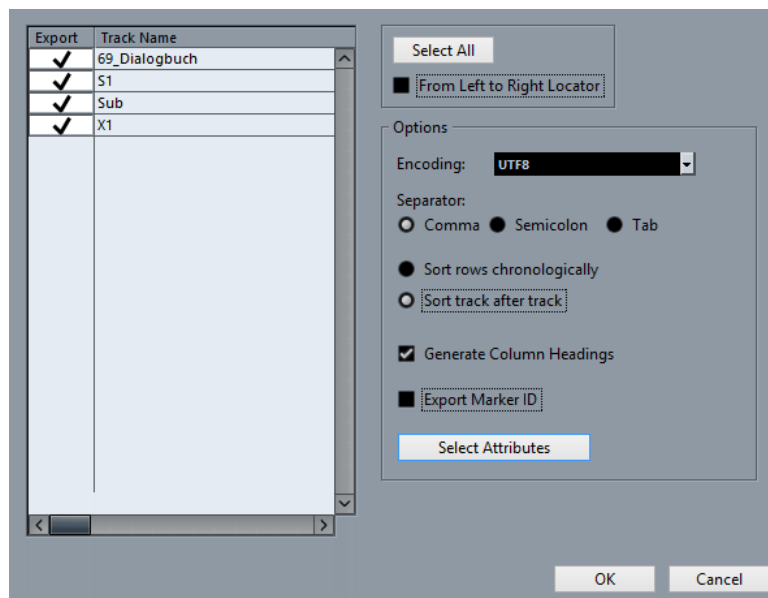 Export Track Name
69_Dialogbuch
S1
Sub
X1
Select All
From Left to Right Locator
Options
Encoding: UTF8
Separator:
Comma Semicolon Tab
Sort rows chronologically
Sort track after track
Generate Column Headings
Export Marker ID
Select Attributes
OK Cancel